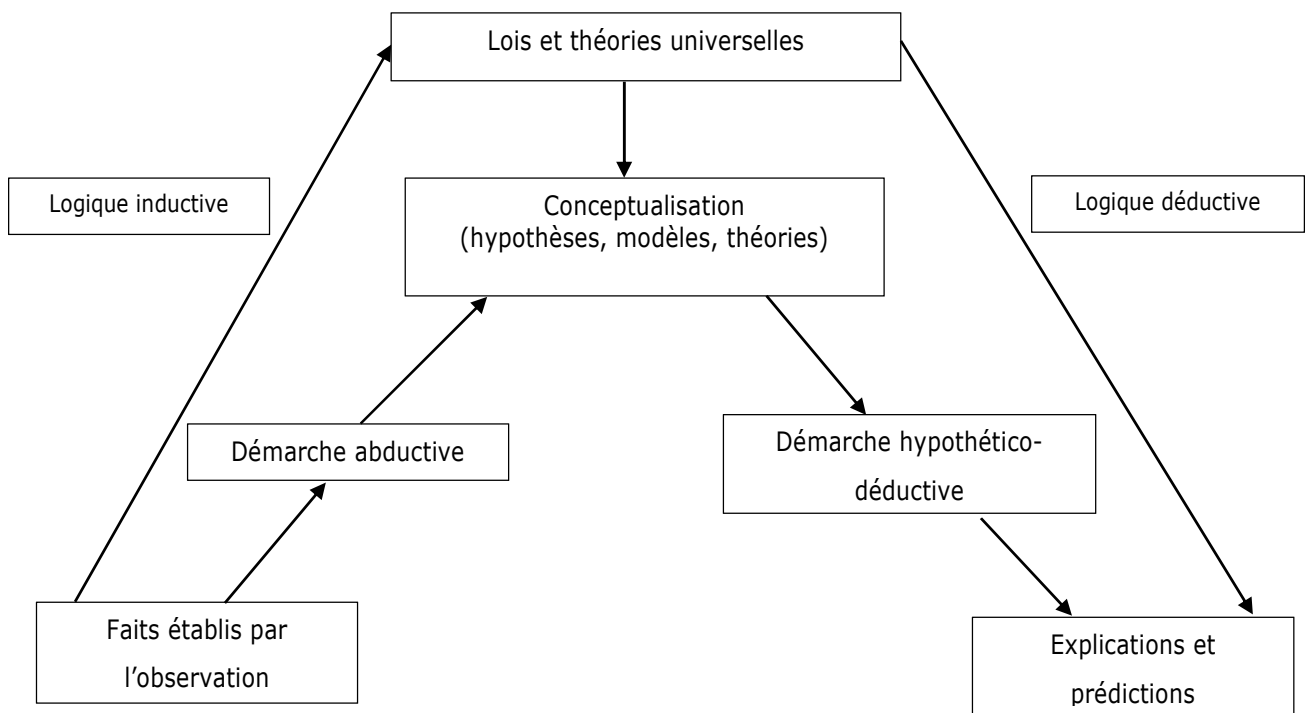 Lois et théories universelles
Logique inductive
Conceptualisation
(hypothèses, modèles, théories)
Logique déductive
Démarche abductive
Démarche hypothético-
déductive
Faits établis par
l’observation
Explications et
prédictions